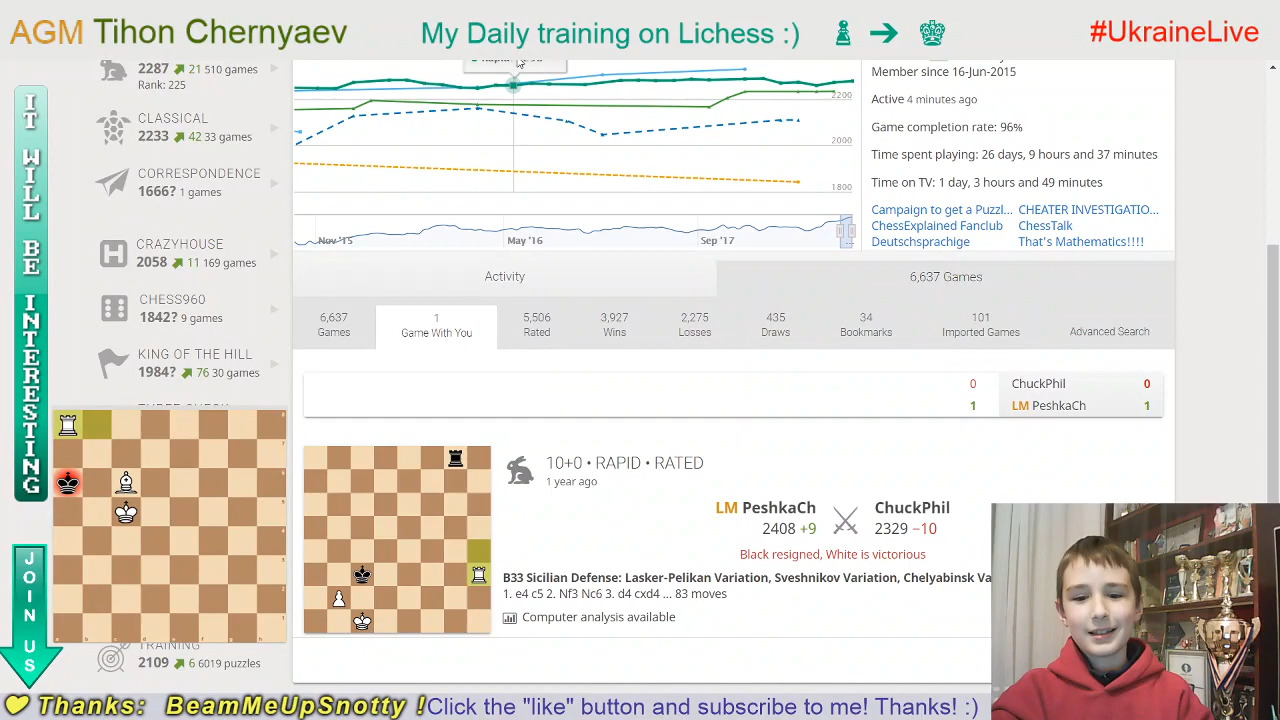 AGM Tihon Chernyaev
My Daily training on Lichess :)
#UkraineLive
IT WILL BE INTERESTING
JOIN US
2287 21 510 games
Rank: 225
CLASSICAL
2233 42 33 games
CORRESPONDENCE
1666? 1 games
CRAZYHOUSE
2058 11 169 games
CHESS960
1842? 9 games
KING OF THE HILL
1984? 76 30 games
TRAINING
2109 6 6019 puzzles
2200
2000
1800
Nov '15
May '16
Sep '17
Member since 16-Jun-2015
Active 4 minutes ago
Game completion rate: 96%
Time spent playing: 26 days, 9 hours and 37 minutes
Time on TV: 1 day, 3 hours and 49 minutes
Campaign to get a Puzzl... CHEATER INVESTIGATIO...
ChessExplained Fanclub ChessTalk
Deutschsprachige That's Mathematics!!!!
Activity
6,637 Games
6,637 Games
1 Game With You
5,506 Rated
3,927 Wins
2,275 Losses
435 Draws
34 Bookmarks
101 Imported Games
Advanced Search
0 ChuckPhil 0
1 LM PeshkaCh 1
10+0 • RAPID • RATED
1 year ago
LM PeshkaCh ChuckPhil
2408 +9 2329 −10
Black resigned, White is victorious
B33 Sicilian Defense: Lasker-Pelikan Variation, Sveshnikov Variation, Chelyabinsk Va
1. e4 c5 2. Nf3 Nc6 3. d4 cxd4 ... 83 moves
Computer analysis available
Thanks: BeamMeUpSnotty !
Click the "like" button and subscribe to me! Thanks! :)